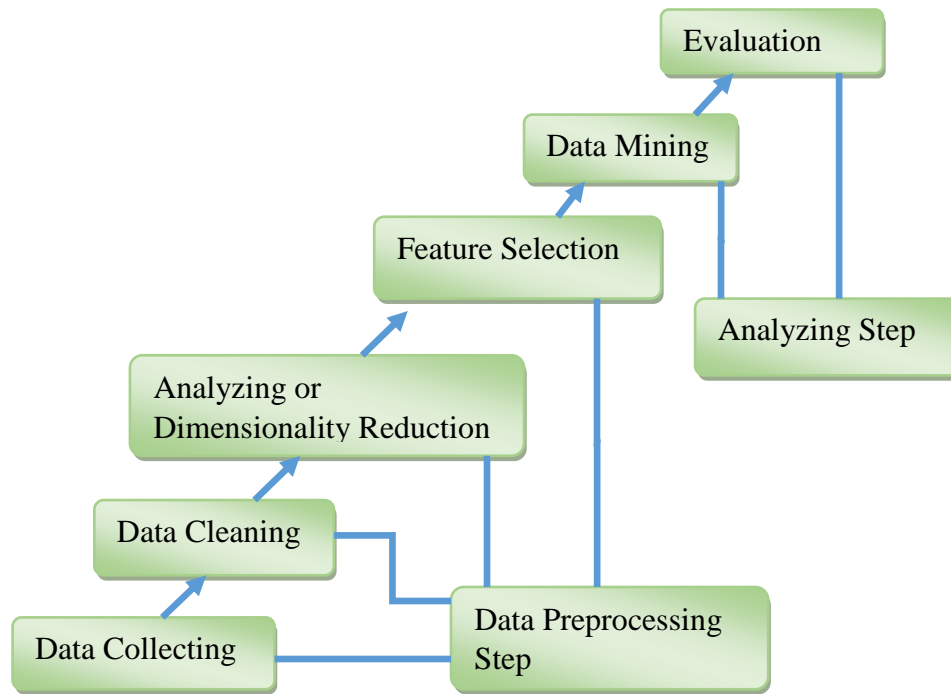 Evaluation
Data Mining
Feature Selection
Analyzing Step
Analyzing or
Dimensionality Reduction
Data Cleaning
Data Preprocessing
Step
Data Collecting